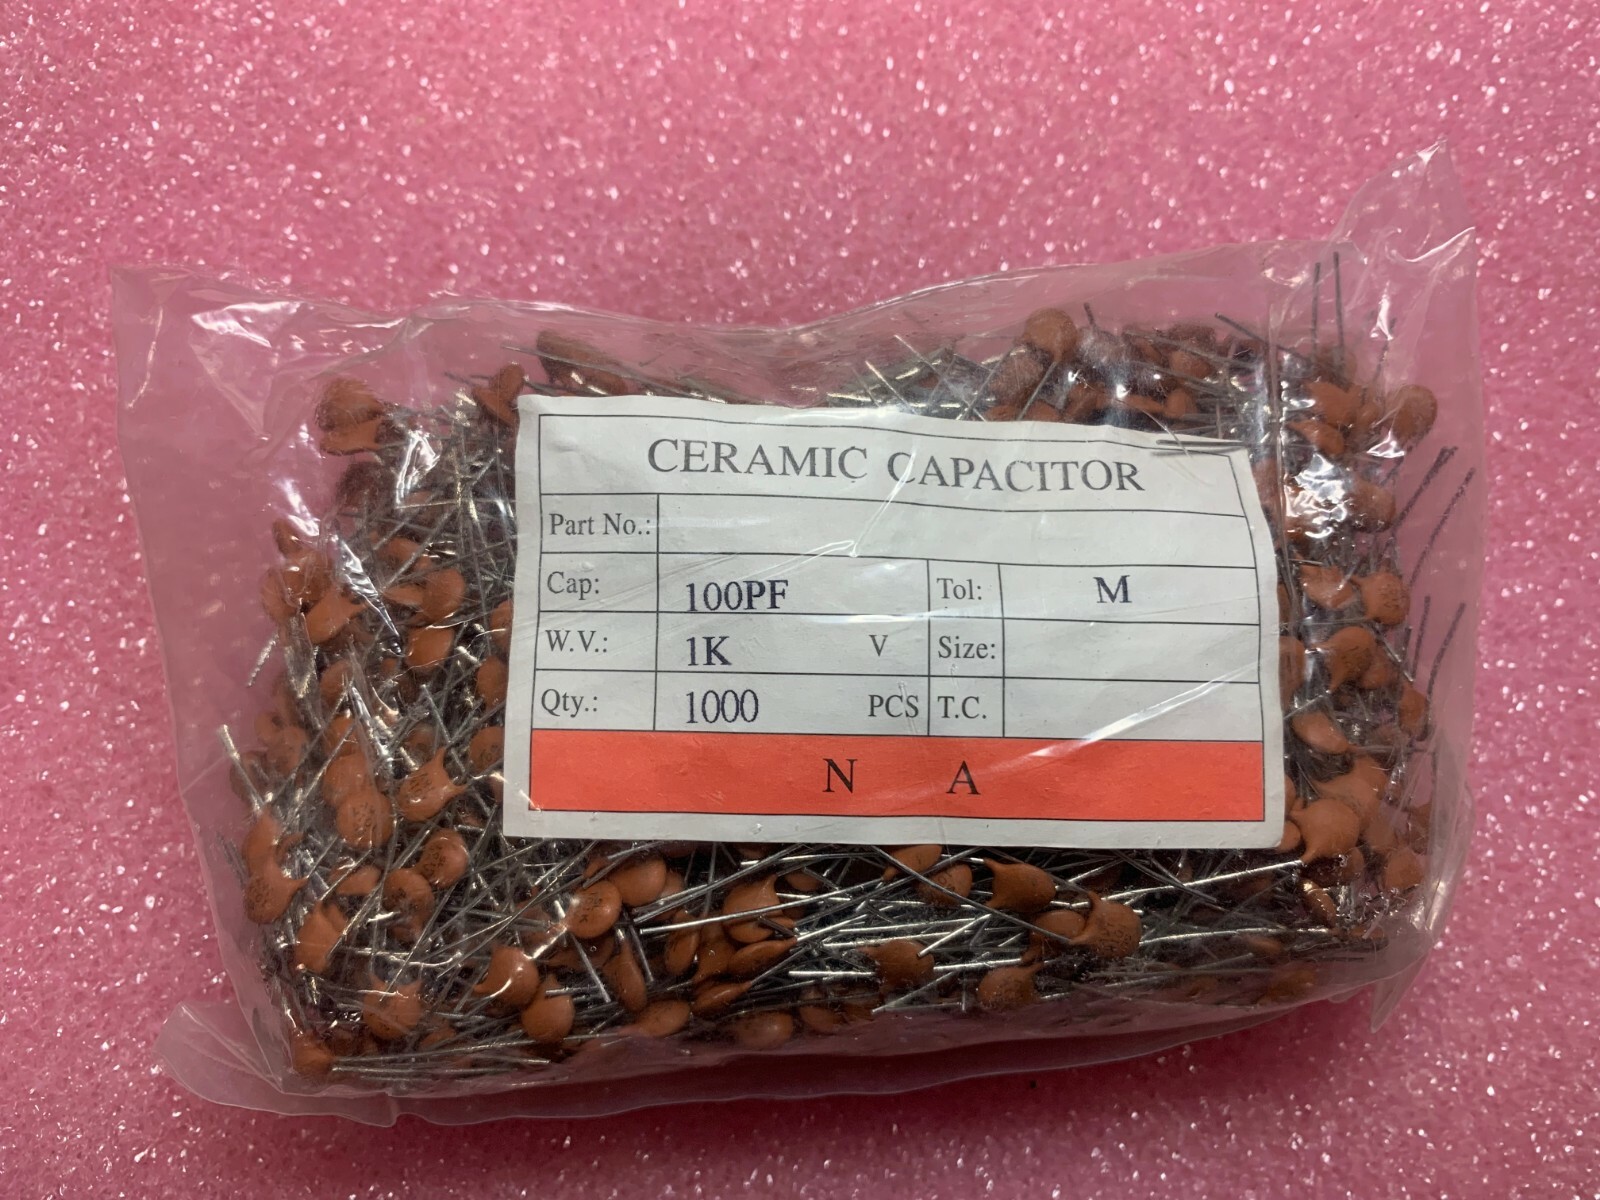 CERAMIC CAPACITOR
Part No.:
Cap: 100PF Tol: M
W.V.: 1K V Size:
Qty.: 1000 PCS T.C.
N A